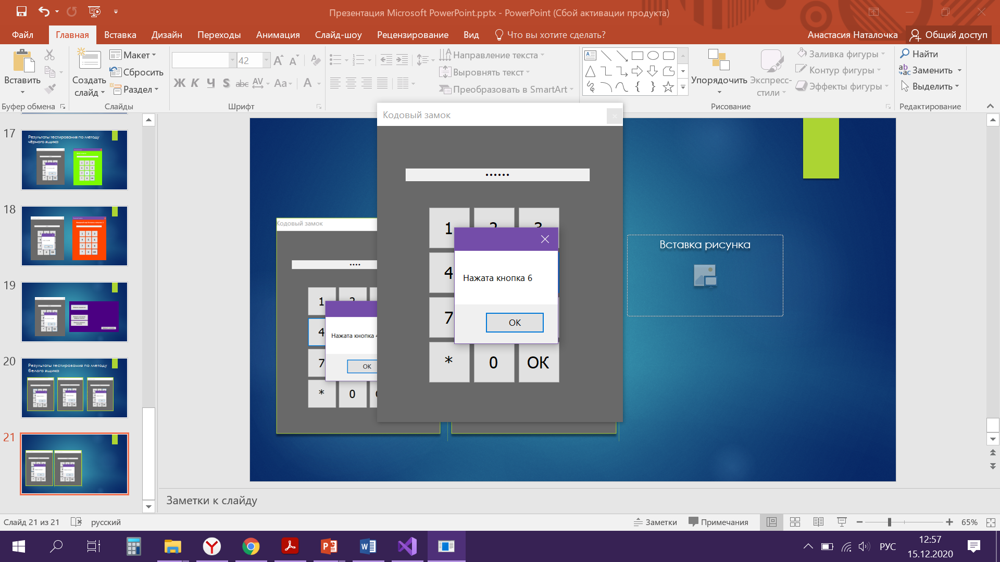 Презентация Microsoft PowerPoint.pptx - PowerPoint (Сбой активации продукта)
Файл Главная Вставка Дизайн Переходы Анимация Слайд-шоу Рецензирование Вид Что вы хотите сделать? Анастасия Наталочка Общий доступ
Вставить
Создать слайд
Макет
Сбросить
Раздел
42
Ж К Ч S abc AV Aa A
Направление текста
Выровнять текст
Преобразовать в SmartArt
Упорядочить
Экспресс-
стили
Заливка фигуры
Контур фигуры
Эффекты фигуры
Найти
Заменить
Выделить
Буфер обмена Слайды Шрифт Рисование Редактирование
17
Результаты тестирования по методу
чёрного ящика
18
19
20
Результаты тестирования по методу
белого ящика
21
Кодовый замок
••••
1 2
4
Нажата кнопка
7
OK
* 0
Кодовый замок
••••••
1 2 3
4
Нажата кнопка 6
7
OK
* 0 ОК
Вставка рисунка
Заметки к слайду
Слайд 21 из 21 русский Заметки Примечания 65%
РУС
12:57
15.12.2020